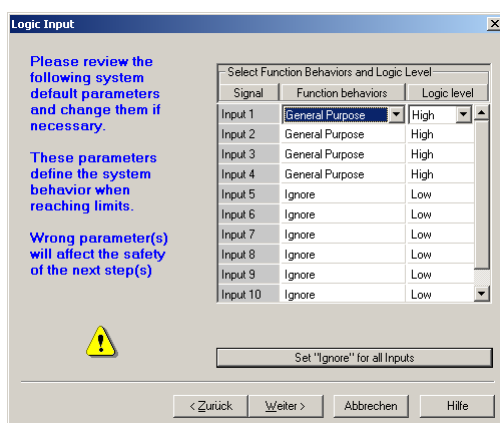 Logic Input
Please review the
following system
default parameters
and change them if
necessary.
These parameters
define the system
behavior when
reaching limits.
Wrong parameter(s)
will affect the safety
of the next step(s)
Select Function Behaviors and Logic Level
Signal Function behaviors Logic level
Input 1 General Purpose High
Input 2 General Purpose High
Input 3 General Purpose High
Input 4 General Purpose High
Input 5 Ignore Low
Input 6 Ignore Low
Input 7 Ignore Low
Input 8 Ignore Low
Input 9 Ignore Low
Input 10 Ignore Low
Set "Ignore" for all Inputs
< Zurück Weiter > Abbrechen Hilfe